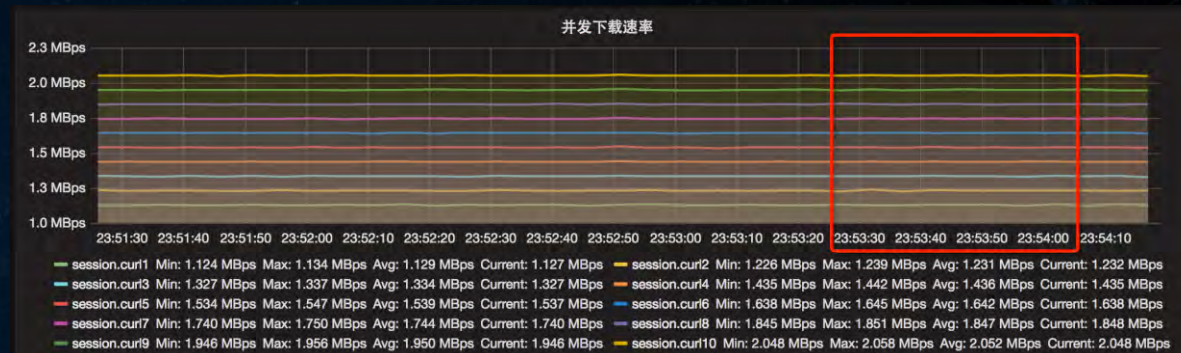 并发下载速率
2.3 MBps
2.0 MBps
1.8 MBps
1.5 MBps
1.3 MBps
1.0 MBps
23:51:30 23:51:40 23:51:50 23:52:00 23:52:10 23:52:20 23:52:30 23:52:40 23:52:50 23:53:00 23:53:10 23:53:20 23:53:30 23:53:40 23:53:50 23:54:00 23:54:10
session.curl1 Min: 1.124 MBps Max: 1.134 MBps Avg: 1.129 MBps Current: 1.127 MBps session.curl2 Min: 1.226 MBps Max: 1.239 MBps Avg: 1.231 MBps Current: 1.232 MBps
session.curl3 Min: 1.327 MBps Max: 1.337 MBps Avg: 1.334 MBps Current: 1.327 MBps session.curl4 Min: 1.435 MBps Max: 1.442 MBps Avg: 1.436 MBps Current: 1.435 MBps
session.curl5 Min: 1.534 MBps Max: 1.547 MBps Avg: 1.539 MBps Current: 1.537 MBps session.curl6 Min: 1.638 MBps Max: 1.645 MBps Avg: 1.642 MBps Current: 1.638 MBps
session.curl7 Min: 1.740 MBps Max: 1.750 MBps Avg: 1.744 MBps Current: 1.740 MBps session.curl8 Min: 1.845 MBps Max: 1.851 MBps Avg: 1.847 MBps Current: 1.848 MBps
session.curl9 Min: 1.946 MBps Max: 1.956 MBps Avg: 1.950 MBps Current: 1.946 MBps session.curl10 Min: 2.048 MBps Max: 2.058 MBps Avg: 2.052 MBps Current: 2.048 MBps